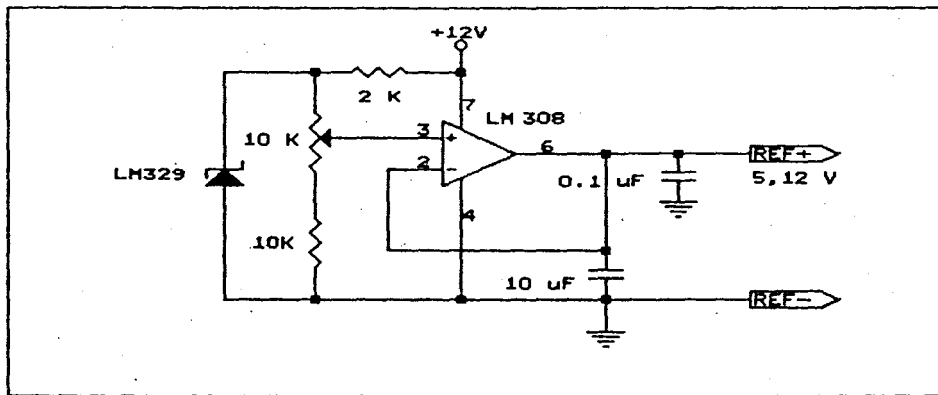 +12V
2 K
7
LM 308
10 K
3
+
6
REF+
2
-
LM329
0.1 uF
5,12 V
4
10K
10 uF
REF-